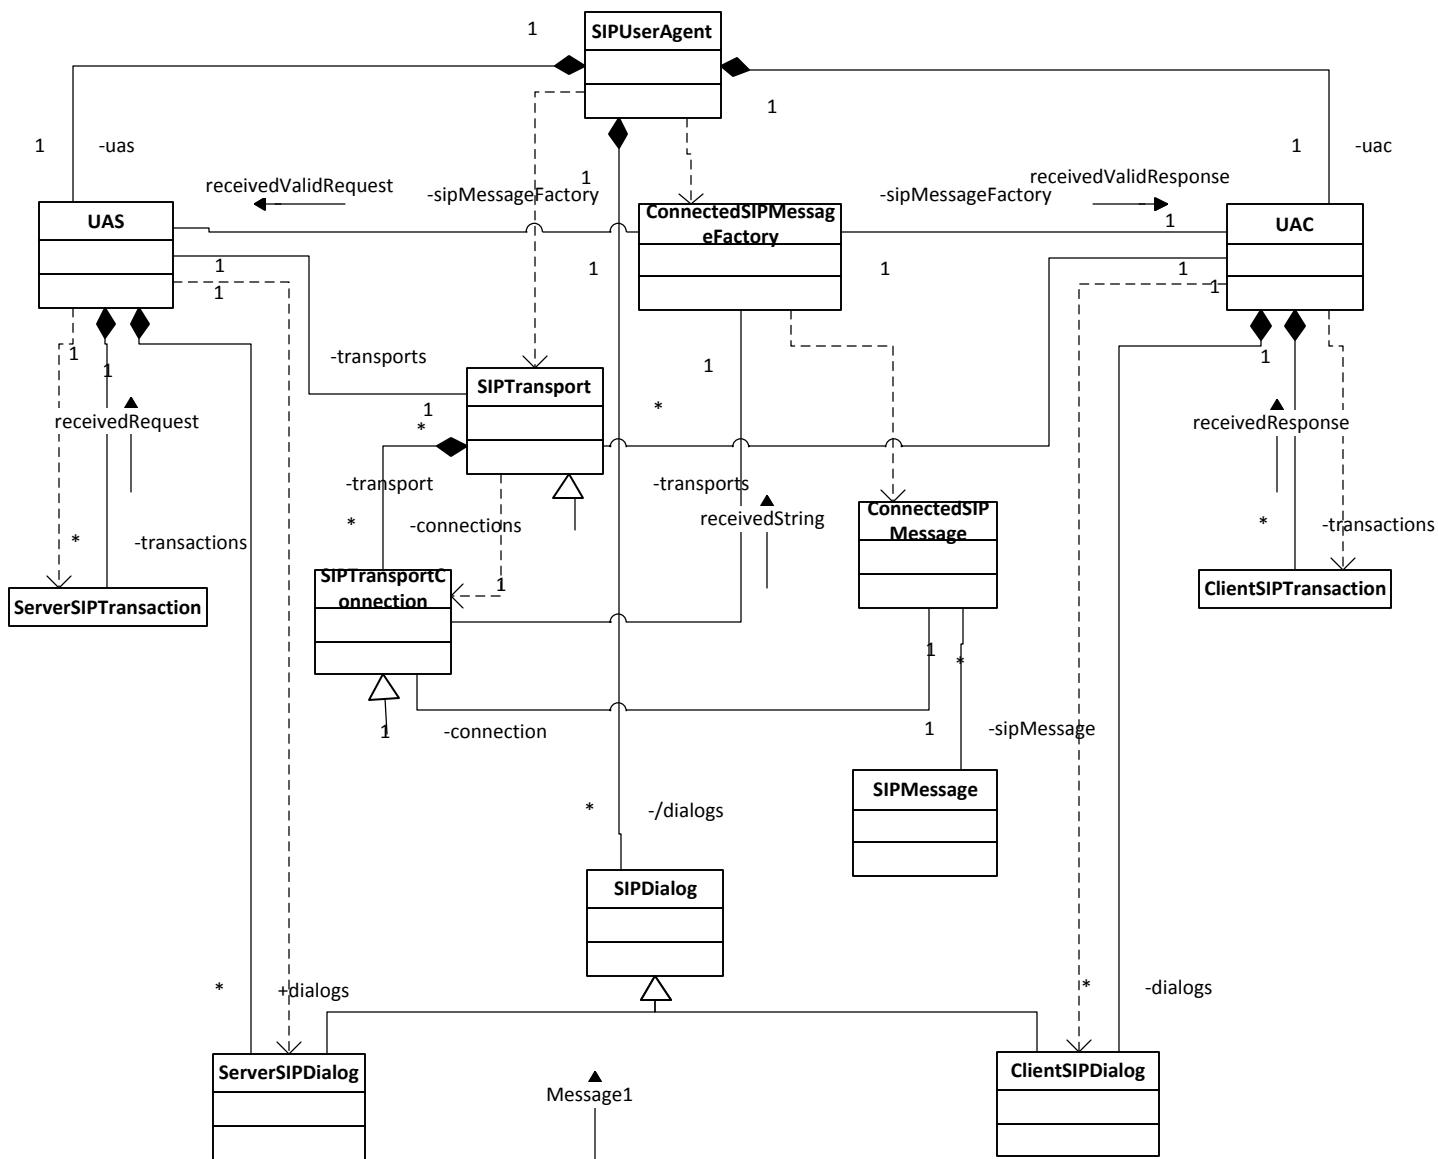 1
SIPUserAgent
1
1
-uas
1
-uac
receivedValidRequest
1
-sipMessageFactory
-sipMessageFactory
receivedValidResponse
UAS
ConnectedSIPMessag
eFactory
1
UAC
1
1
1
1
1
1
1
1
-transports
1
1
1
SIPTransport
1
*
*
receivedRequest
receivedResponse
-transport
-transports
*
-connections
receivedString
ConnectedSIP
Message
*
-transactions
*
-transactions
SIPTransportC
onnection
1
ServerSIPTransaction
ClientSIPTransaction
1
*
1
-connection
1
-sipMessage
SIPMessage
*
-/dialogs
SIPDialog
*
+dialogs
*
-dialogs
ServerSIPDialog
ClientSIPDialog
Message1